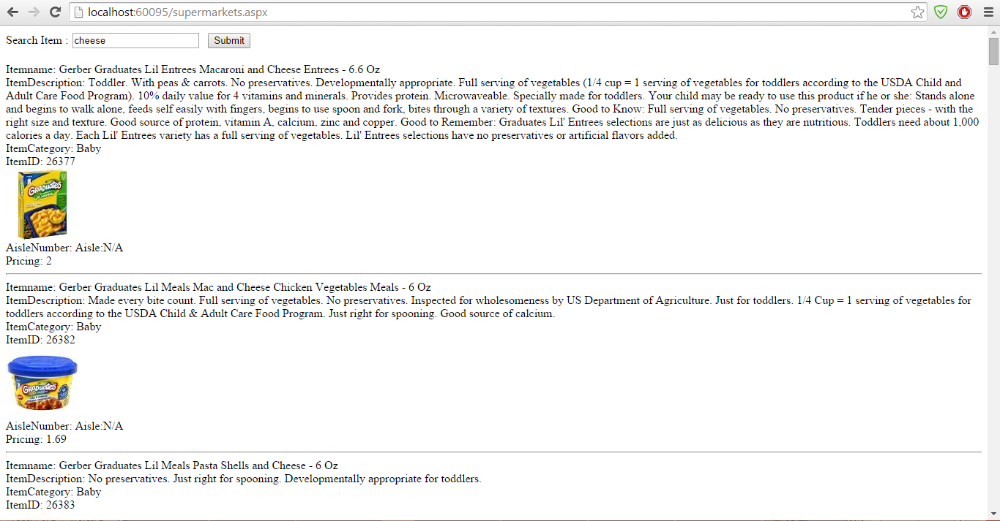 localhost:60095/supermarkets.aspx
Search Item : cheese Submit
Itemname: Gerber Graduates Lil Entrees Macaroni and Cheese Entrees - 6.6 Oz
ItemDescription: Toddler. With peas & carrots. No preservatives. Developmentally appropriate. Full serving of vegetables (1/4 cup = 1 serving of vegetables for toddlers according to the USDA Child and
Adult Care Food Program). 10% daily value for 4 vitamins and minerals. Provides protein. Microwaveable. Specially made for toddlers. Your child may be ready to use this product if he or she: Stands alone
and begins to walk alone, feeds self easily with fingers, begins to use spoon and fork, bites through a variety of textures. Good to Know: Full serving of vegetables. No preservatives. Tender pieces - with the
right size and texture. Good source of protein, vitamin A, calcium, zinc and copper. Good to Remember: Graduates Lil' Entrees selections are just as delicious as they are nutritious. Toddlers need about 1,000
calories a day. Each Lil' Entrees variety has a full serving of vegetables. Lil' Entrees selections have no preservatives or artificial flavors added.
ItemCategory: Baby
ItemID: 26377
Graduates
AisleNumber: Aisle:N/A
Pricing: 2
Itemname: Gerber Graduates Lil Meals Mac and Cheese Chicken Vegetables Meals - 6 Oz
ItemDescription: Made every bite count. Full serving of vegetables. No preservatives. Inspected for wholesomeness by US Department of Agriculture. Just for toddlers. 1/4 Cup = 1 serving of vegetables for
toddlers according to the USDA Child & Adult Care Food Program. Just right for spooning. Good source of calcium.
ItemCategory: Baby
ItemID: 26382
Graduates
AisleNumber: Aisle:N/A
Pricing: 1.69
Itemname: Gerber Graduates Lil Meals Pasta Shells and Cheese - 6 Oz
ItemDescription: No preservatives. Just right for spooning. Developmentally appropriate for toddlers.
ItemCategory: Baby
ItemID: 26383